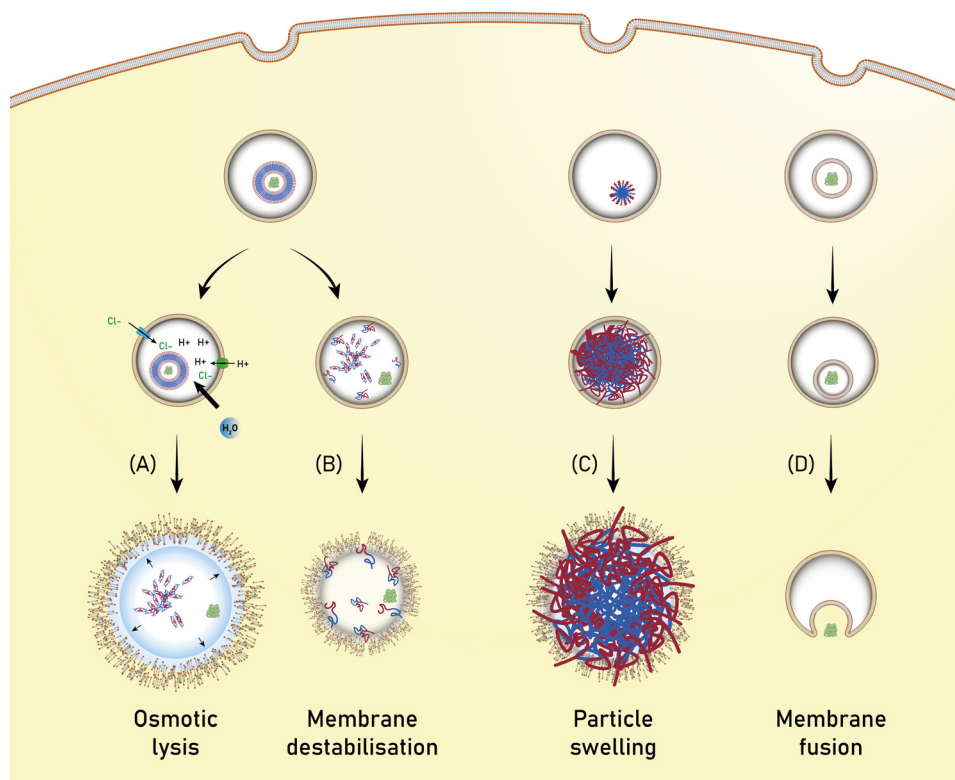 Cl–
Cl–
H+
H+
H+
H+
Cl–
H₂O
(A)
(B)
(C)
(D)
Osmotic
lysis
Membrane
destabilisation
Particle
swelling
Membrane
fusion